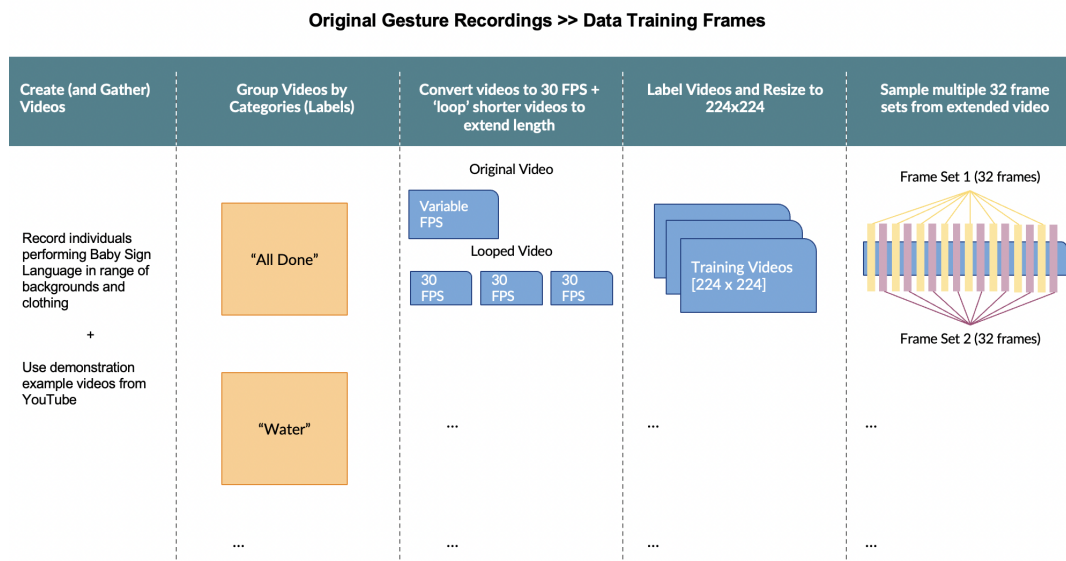 Original Gesture Recordings >> Data Training Frames
Create (and Gather)
Videos
Group Videos by
Categories (Labels)
Convert videos to 30 FPS +
‘loop’ shorter videos to
extend length
Label Videos and Resize to
224x224
Sample multiple 32 frame
sets from extended video
Record individuals
performing Baby Sign
Language in range of
backgrounds and
clothing
+
Use demonstration
example videos from
YouTube
“All Done”
“Water”
...
Original Video
Variable
FPS
Looped Video
30
FPS
30
FPS
30
FPS
...
...
Training Videos
[224 x 224]
...
...
Frame Set 1 (32 frames)
Frame Set 2 (32 frames)
...
...